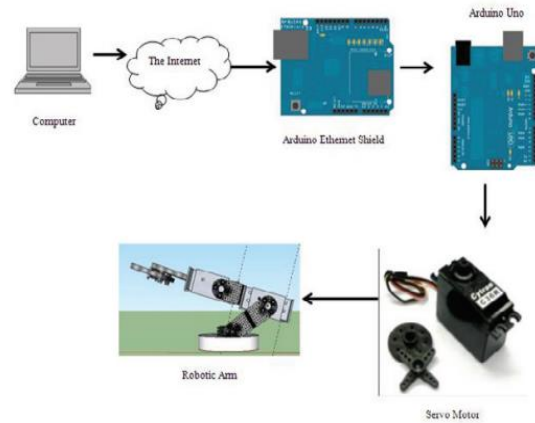 Arduino Uno
The Internet
Computer
Arduino Ethernet Shield
Robotic Arm
Servo Motor